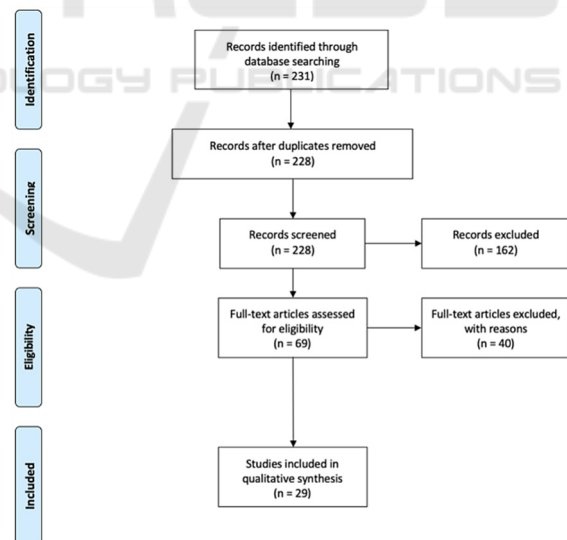 Identification
Records identified through
database searching
(n = 231)
OLOGY PUBLICATIONS
Records after duplicates removed
(n = 228)
Screening
Records screened
(n = 228)
Records excluded
(n = 162)
Eligibility
Full-text articles assessed
for eligibility
(n = 69)
Full-text articles excluded,
with reasons
(n = 40)
Included
Studies included in
qualitative synthesis
(n = 29)